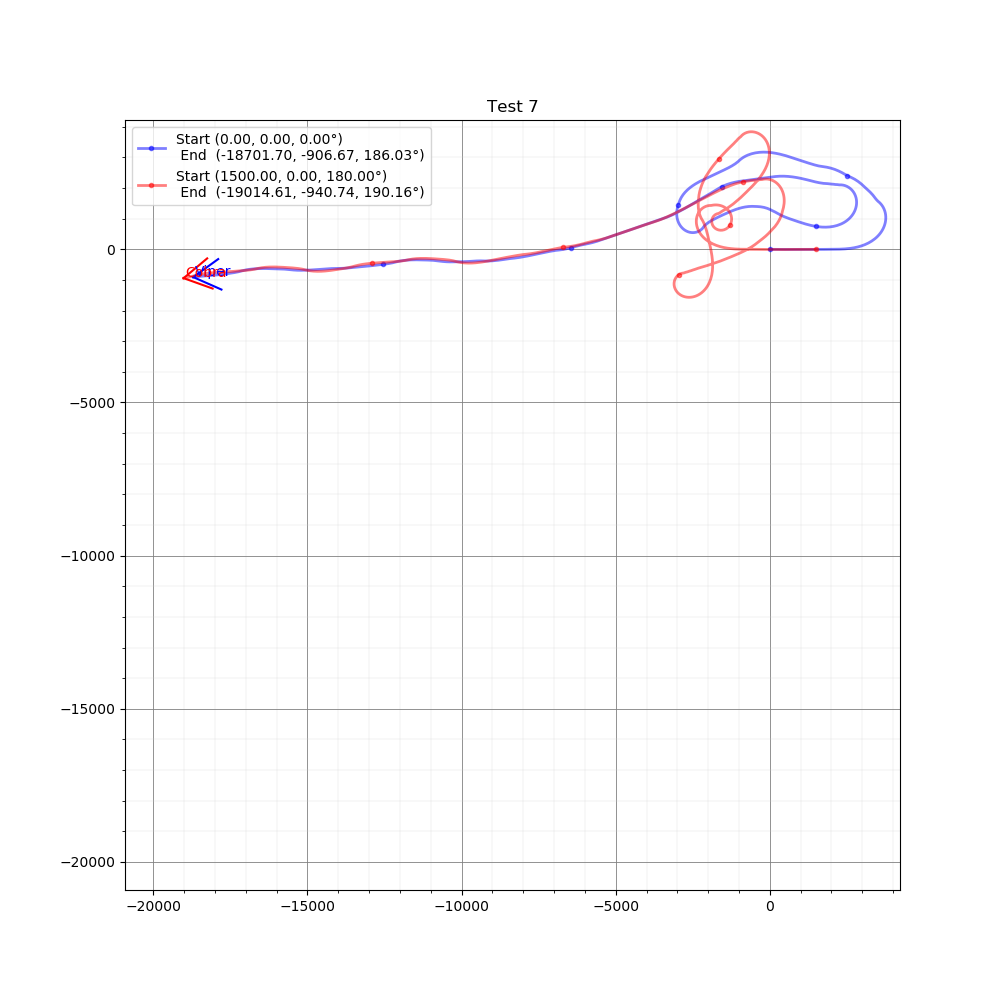 Test 7
Start (0.00, 0.00, 0.00°)
End  (-18701.70, -906.67, 186.03°)
Start (1500.00, 0.00, 180.00°)
End  (-19014.61, -940.74, 190.16°)
0
−5000
−10000
−15000
−20000
−20000
−15000
−10000
−5000
0